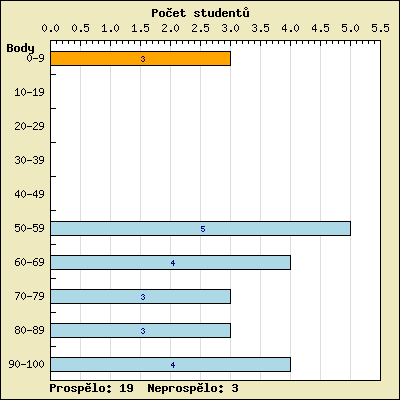 Počet studentů
0.0 0.5 1.0 1.5 2.0 2.5 3.0 3.5 4.0 4.5 5.0 5.5
Body
0-9 3
10-19
20-29
30-39
40-49
50-59 5
60-69 4
70-79 3
80-89 3
90-100 4
Prospělo: 19 Neprospělo: 3